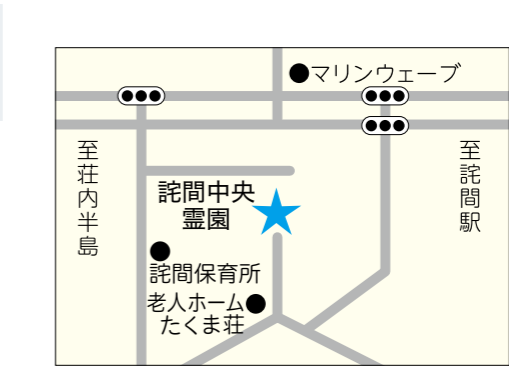 マリンウェーブ
至荘内半島
至詫間駅
詫間中央
霊園
詫間保育所
老人ホーム
たくま荘